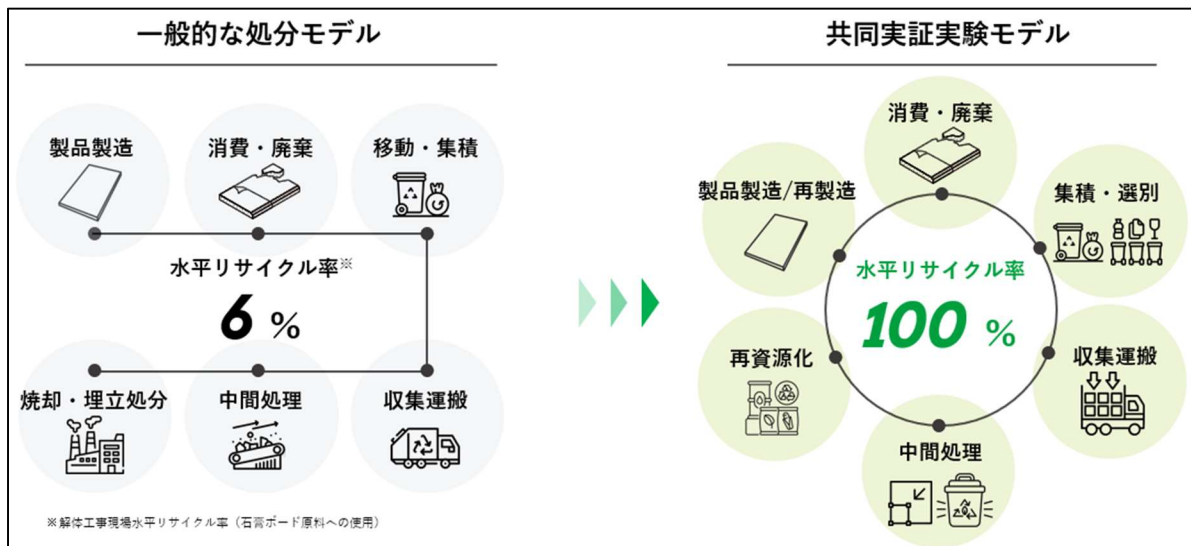 一般的な処分モデル
製品製造
消費・廃棄
移動・集積
水平リサイクル率※
6 %
焼却・埋立処分
中間処理
収集運搬
※解体工事現場水平リサイクル率（石膏ボード原料への使用）
共同実証実験モデル
消費・廃棄
製品製造/再製造
集積・選別
水平リサイクル率
100 %
再資源化
収集運搬
中間処理